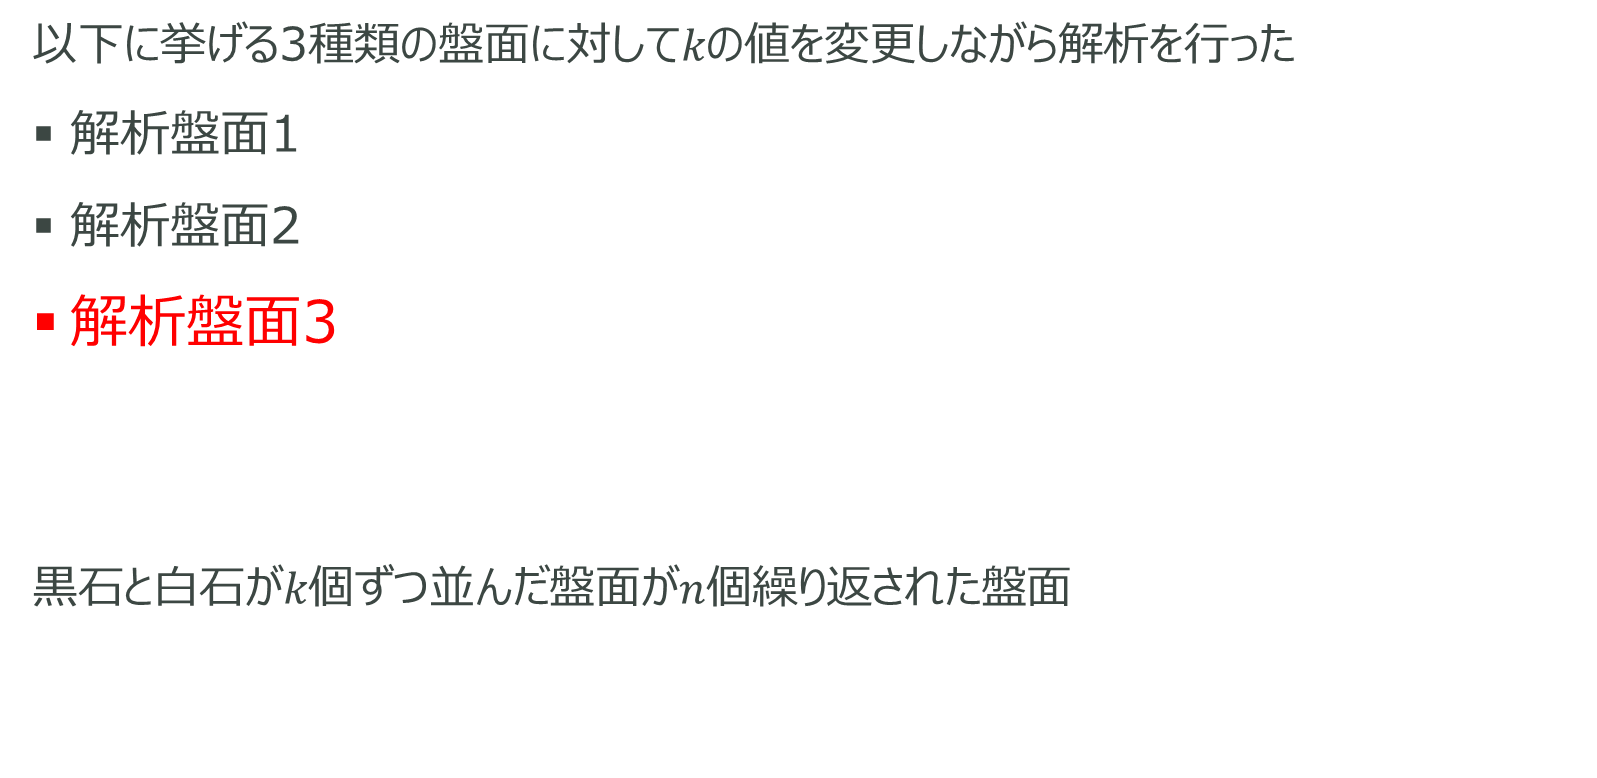 以下に挙げる3種類の盤面に対してkの値を変更しながら解析を行った
▪ 解析盤面1
▪ 解析盤面2
▪ 解析盤面3
黒石と白石がk個ずつ並んだ盤面がn個繰り返された盤面